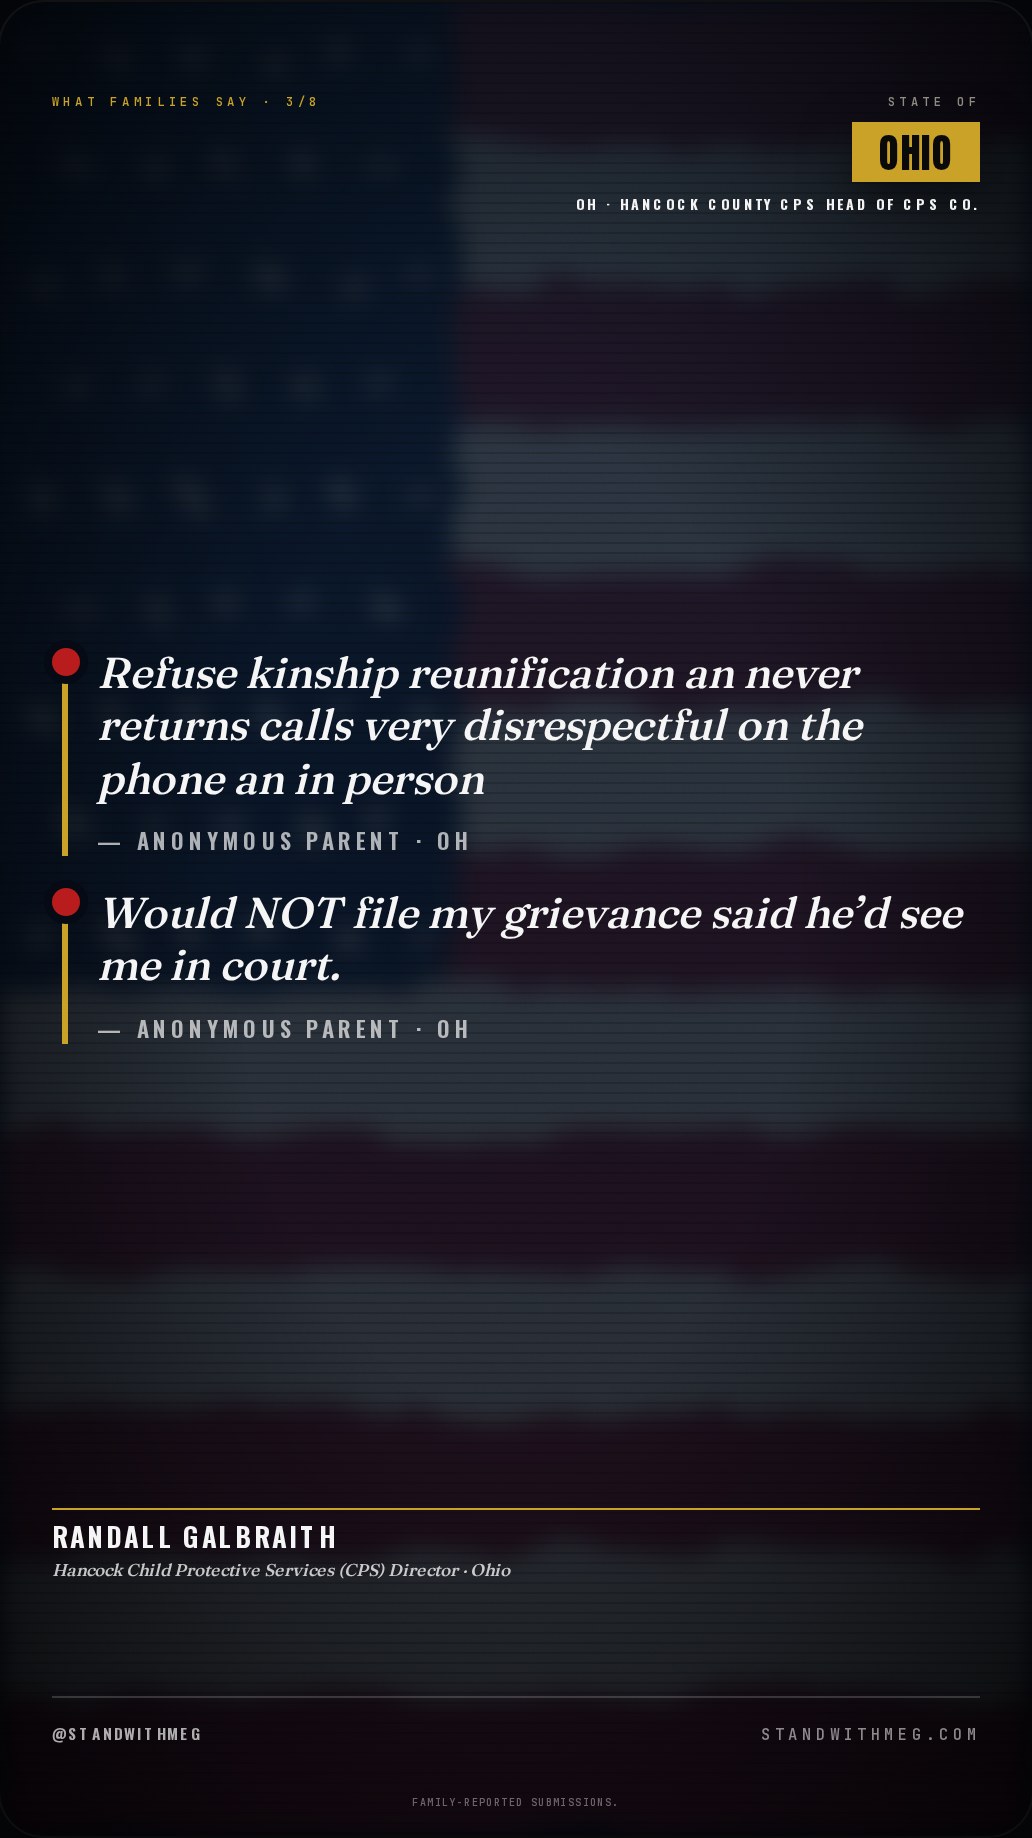 WHAT FAMILIES SAY · 3/8
STATE OF
OHIO
OH · HANCOCK COUNTY CPS HEAD OF CPS CO.
Refuse kinship reunification an never
returns calls very disrespectful on the
phone an in person
— ANONYMOUS PARENT · OH
Would NOT file my grievance said he’d see
me in court.
— ANONYMOUS PARENT · OH
RANDALL GALBRAITH
Hancock Child Protective Services (CPS) Director · Ohio
@STANDWITHMEG
STANDWITHMEG.COM
FAMILY-REPORTED SUBMISSIONS.